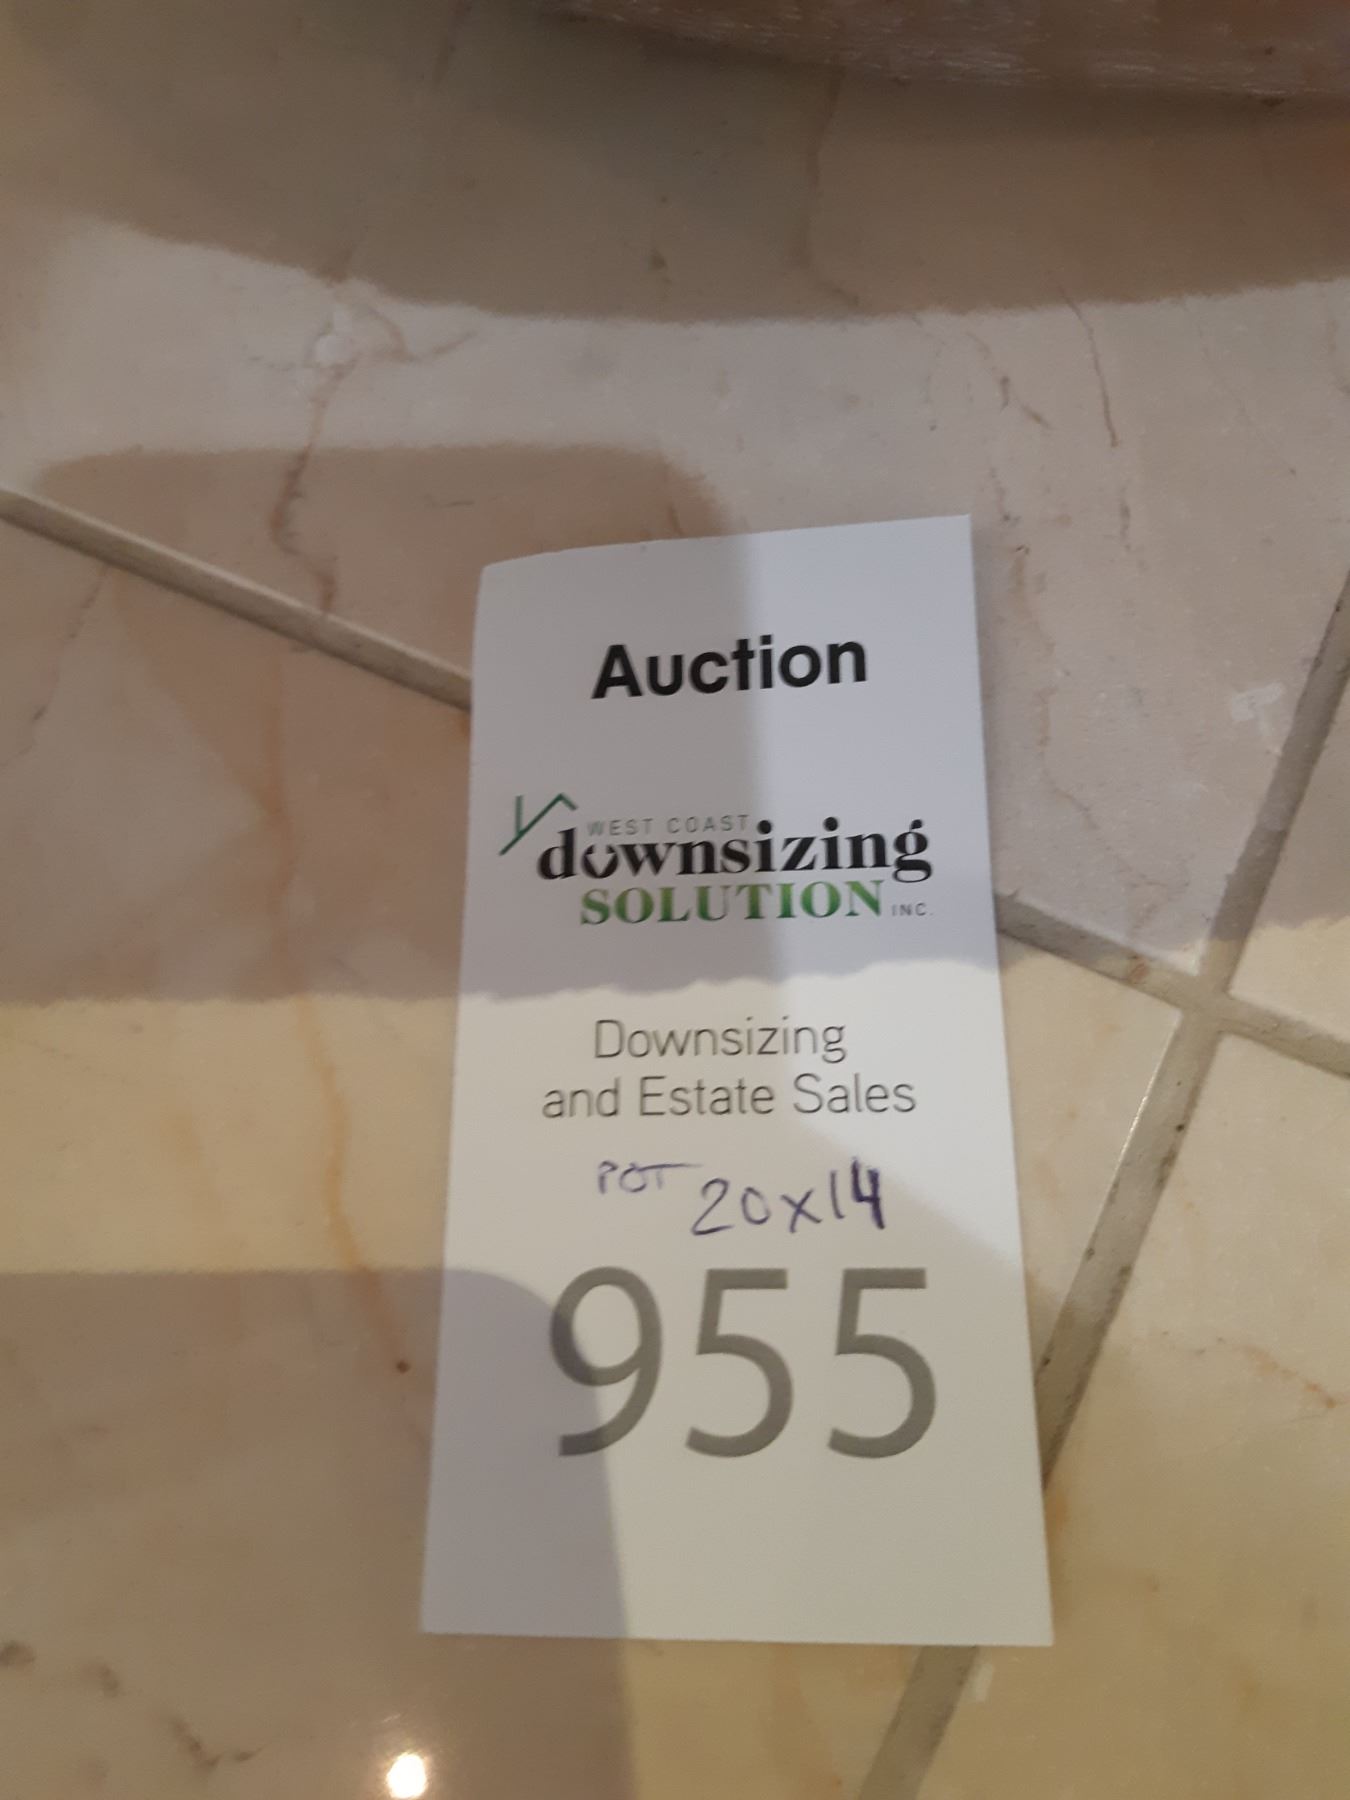 Auction
WEST COAST
downsizing
SOLUTION INC.
Downsizing
and Estate Sales
POT 20x14
955